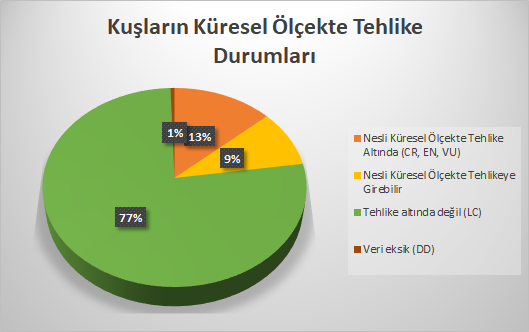 Kuşların Küresel Ölçekte Tehlike
Durumları
1%
13%
9%
77%
Nesli Küresel Ölçekte Tehlike
Altında (CR, EN, VU)
Nesli Küresel Ölçekte Tehlikeye
Girebilir
Tehlike altında değil (LC)
Veri eksik (DD)